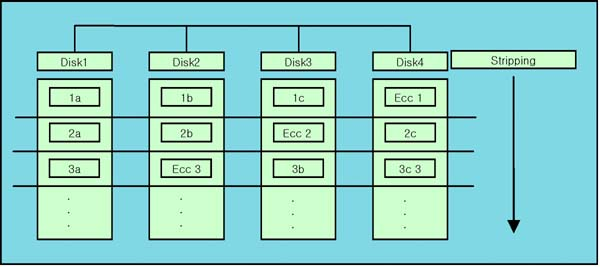 Disk1 Disk2 Disk3 Disk4 Stripping
1a 1b 1c Ecc 1
2a 2b Ecc 2 2c
3a Ecc 3 3b 3c 3
. . . .
. . . .
. . . .